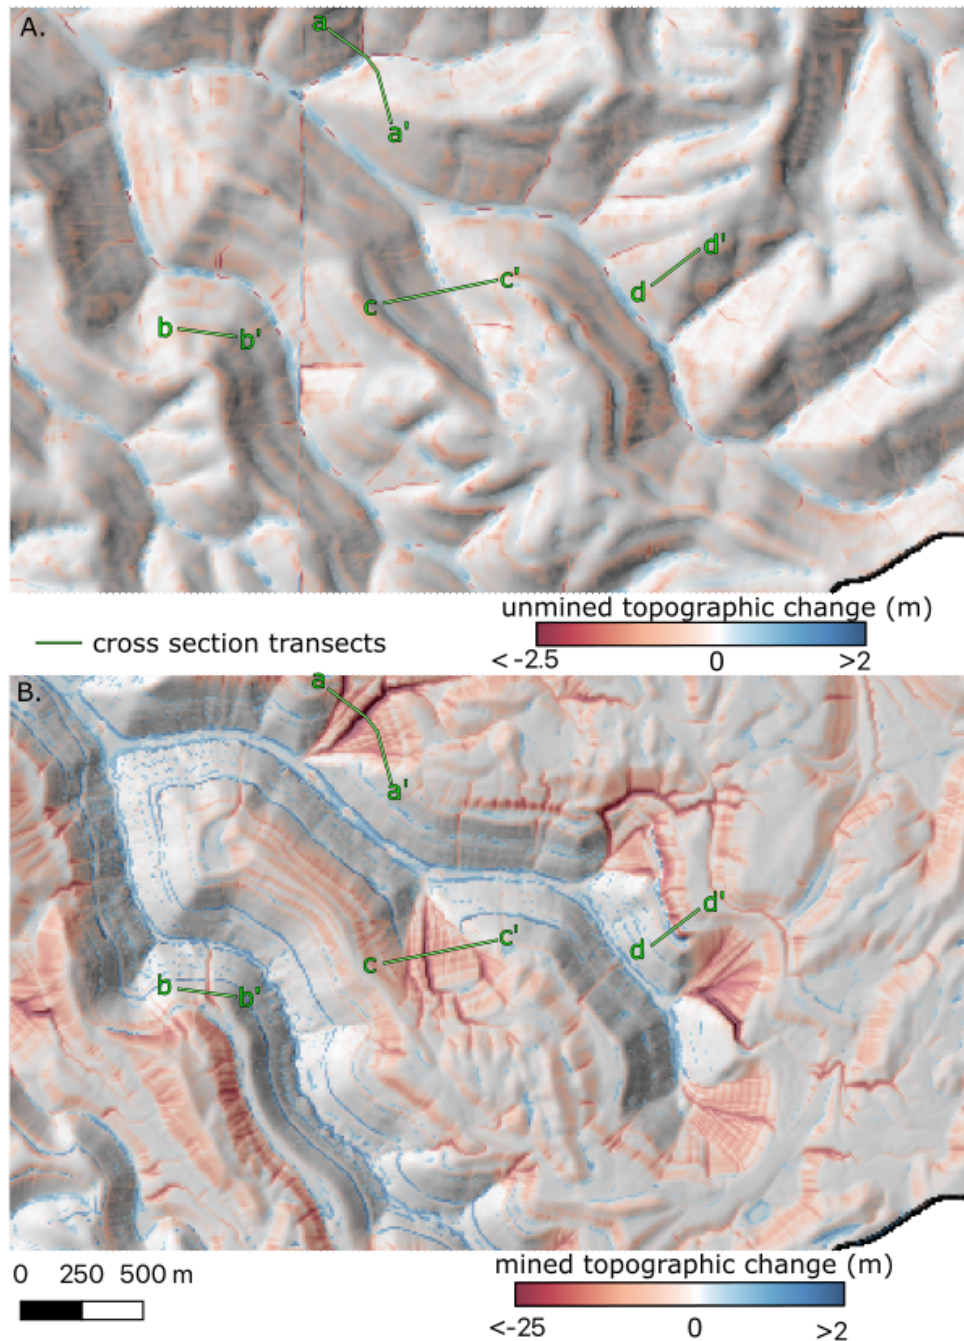 A.
a
a'
d'
c'
d
c
b
b'
unmined topographic change (m)
cross section transects
< -2.5 0 >2
B.
a
a'
d'
c'
d
c
b
b'
0 250 500 m
mined topographic change (m)
<-25 0 >2